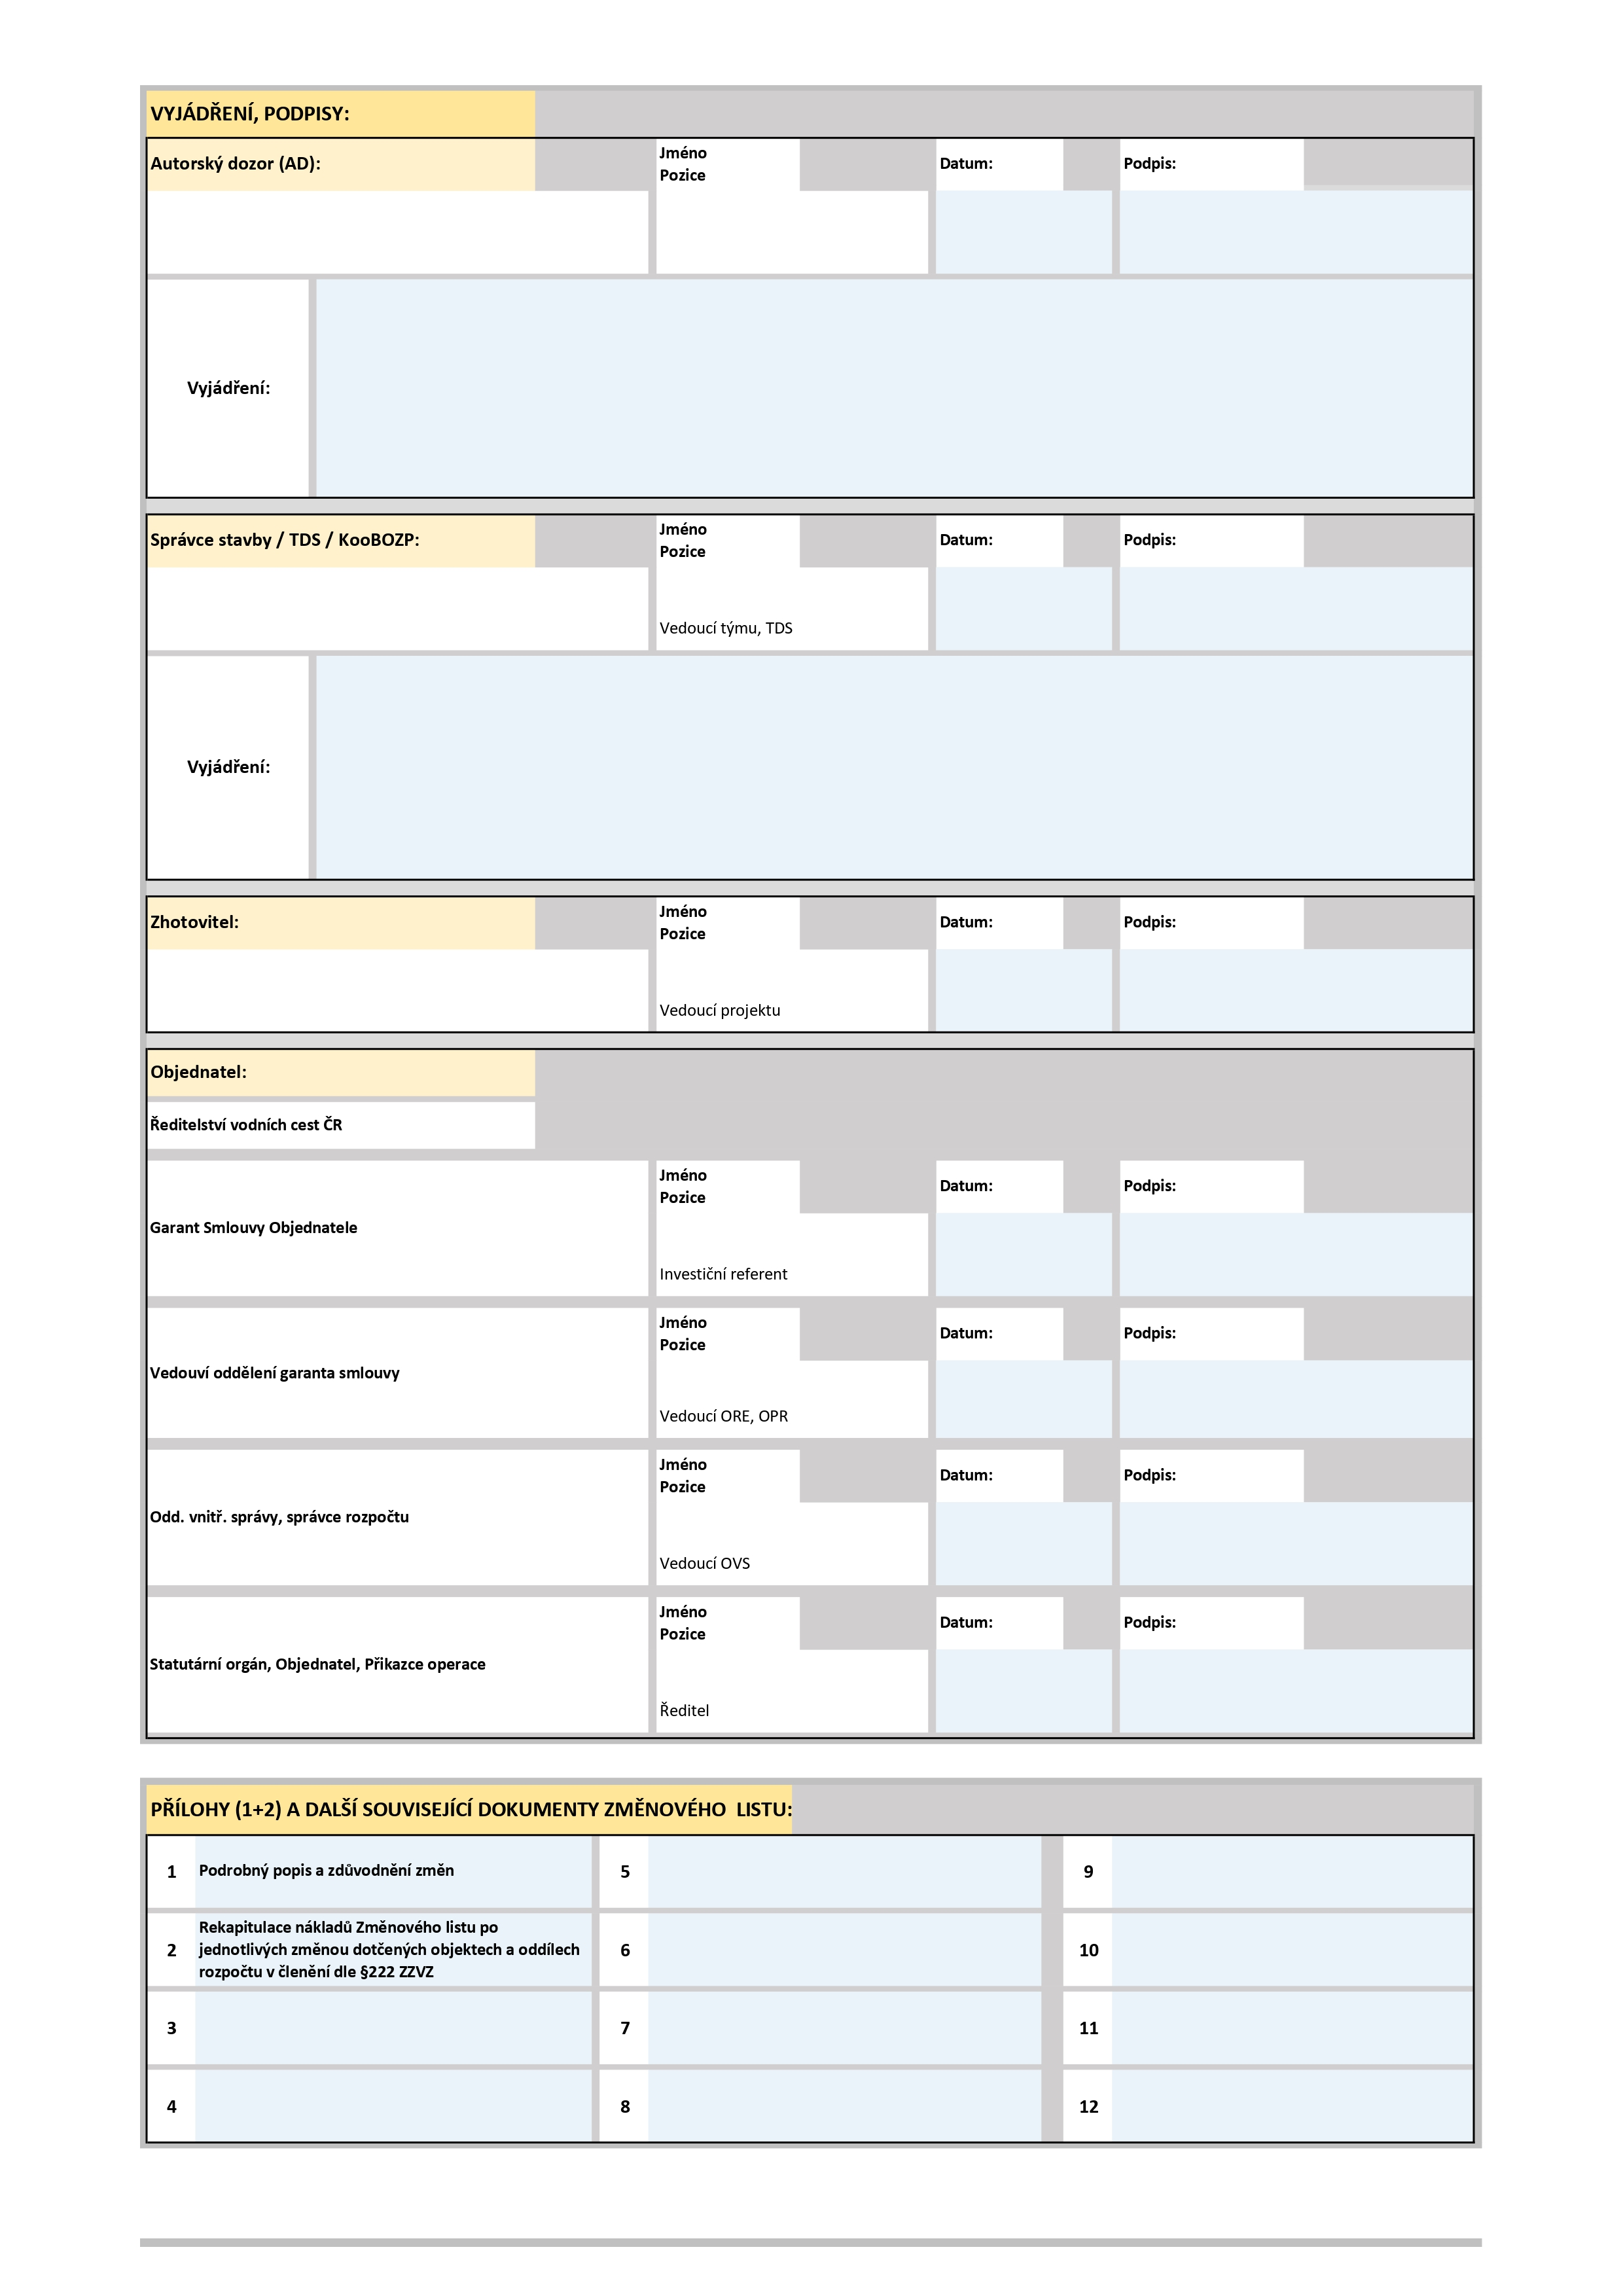 VYJÁDŘENÍ, PODPISY:
Autorský dozor (AD):
Jméno
Pozice
Datum:
Podpis:
Vyjádření:
Správce stavby / TDS / KooBOZP:
Jméno
Pozice
Datum:
Podpis:
Vedoucí týmu, TDS
Vyjádření:
Zhotovitel:
Jméno
Pozice
Datum:
Podpis:
Vedoucí projektu
Objednatel:
Ředitelství vodních cest ČR
Garant Smlouvy Objednatele
Jméno
Pozice
Datum:
Podpis:
Investiční referent
Vedouví oddělení garanta smlouvy
Jméno
Pozice
Datum:
Podpis:
Vedoucí ORE, OPR
Odd. vnitř. správy, správce rozpočtu
Jméno
Pozice
Datum:
Podpis:
Vedoucí OVS
Statutární orgán, Objednatel, Přikazce operace
Jméno
Pozice
Datum:
Podpis:
Ředitel
PŘÍLOHY (1+2) A DALŠÍ SOUVISEJÍCÍ DOKUMENTY ZMĚNOVÉHO  LISTU:
1 Podrobný popis a zdůvodnění změn
5
9
2 Rekapitulace nákladů Změnového listu po
jednotlivých změnou dotčených objektech a oddílech
rozpočtu v členění dle §222 ZZVZ
6
10
3
7
11
4
8
12